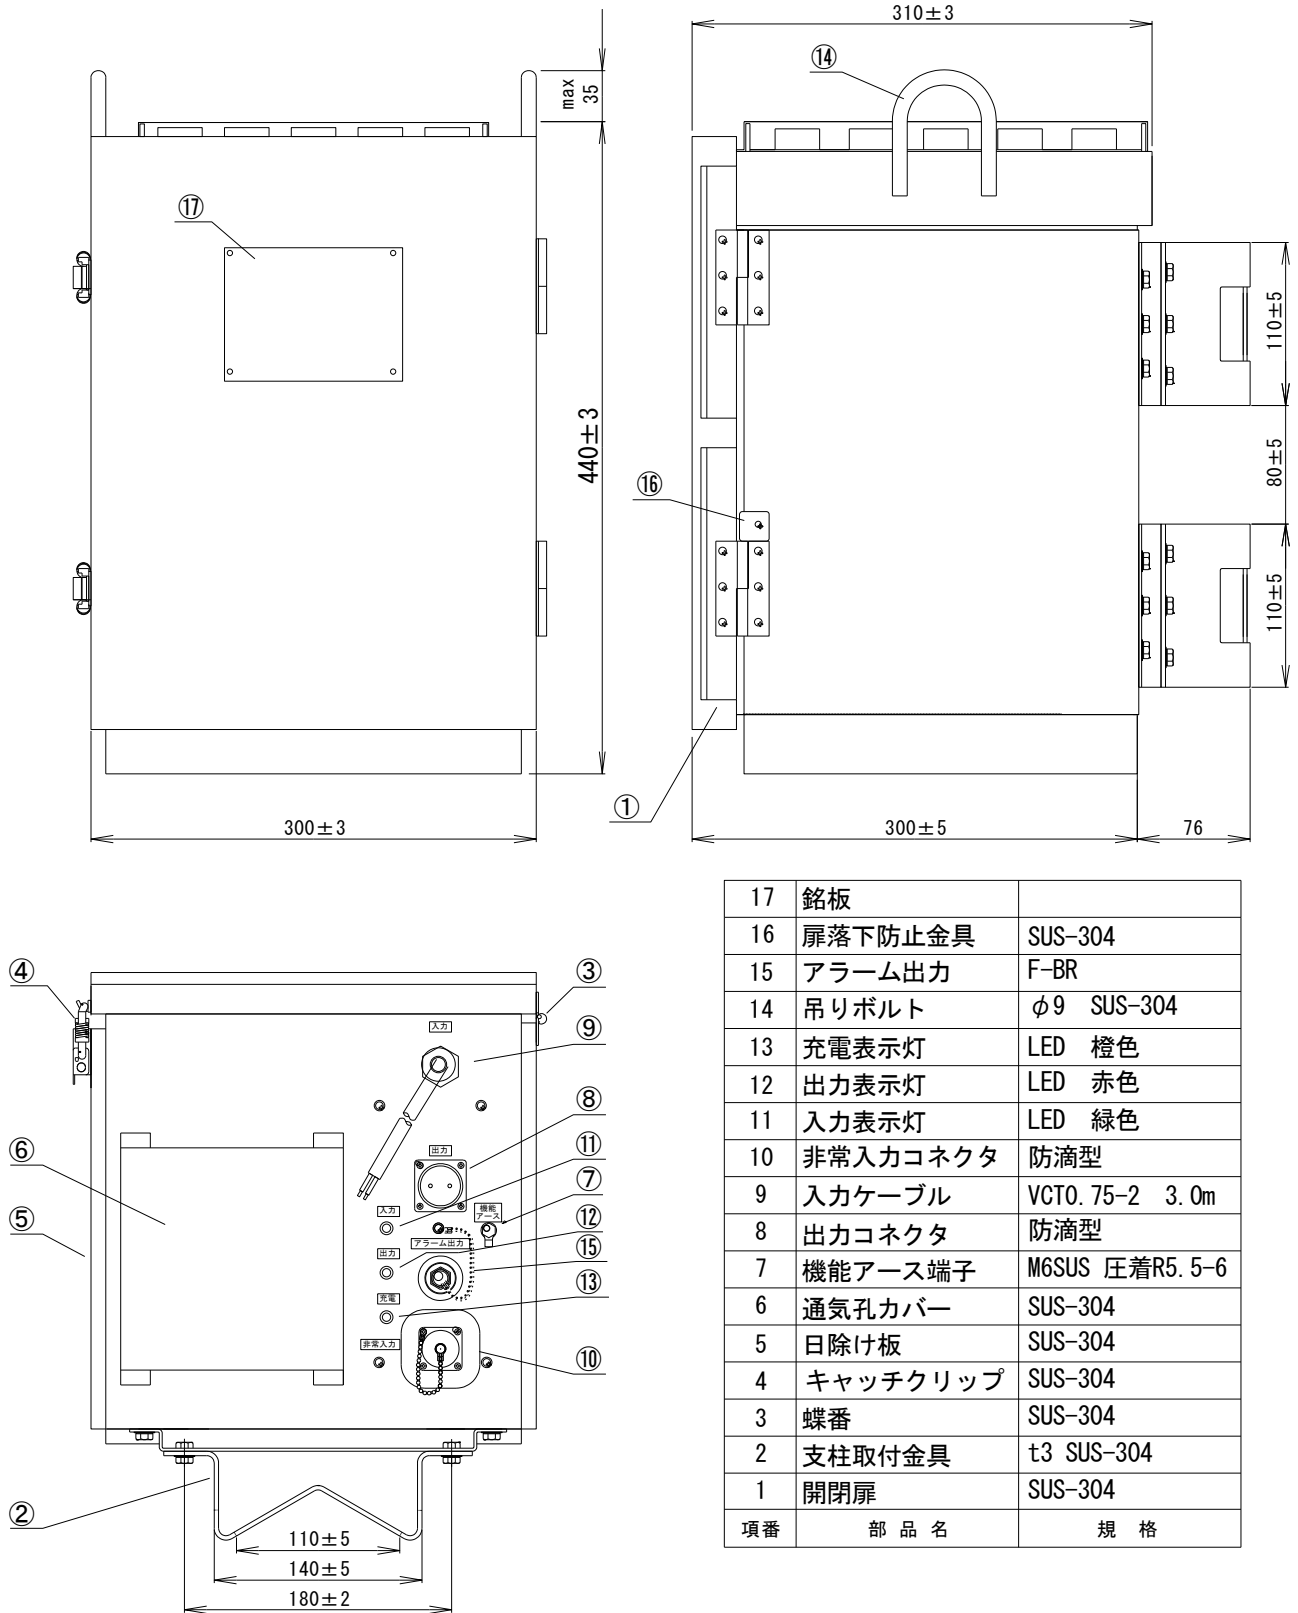 310±3
⑭
max
35
⑰
440±3
110±5
80±5
⑯
110±5
①
300±3
300±5
76
④
③
入力
⑨
⑧
出力
⑪
⑥
⑦
入力
機能
アース
⑤
⑫
アラーム出力
出力
⑮
⑬
充電
非常入力
⑩
②
110±5
140±5
180±2
17 銘板
16 扉落下防止金具 SUS-304
15 アラーム出力 F-BR
14 吊りボルト φ9 SUS-304
13 充電表示灯 LED 橙色
12 出力表示灯 LED 赤色
11 入力表示灯 LED 緑色
10 非常入力コネクタ 防滴型
9 入力ケーブル VCT0.75-2 3.0m
8 出力コネクタ 防滴型
7 機能アース端子 M6SUS 圧着R5.5-6
6 通気孔カバー SUS-304
5 日除け板 SUS-304
4 キャッチクリップ SUS-304
3 蝶番 SUS-304
2 支柱取付金具 t3 SUS-304
1 開閉扉 SUS-304
項番 部品名 規格